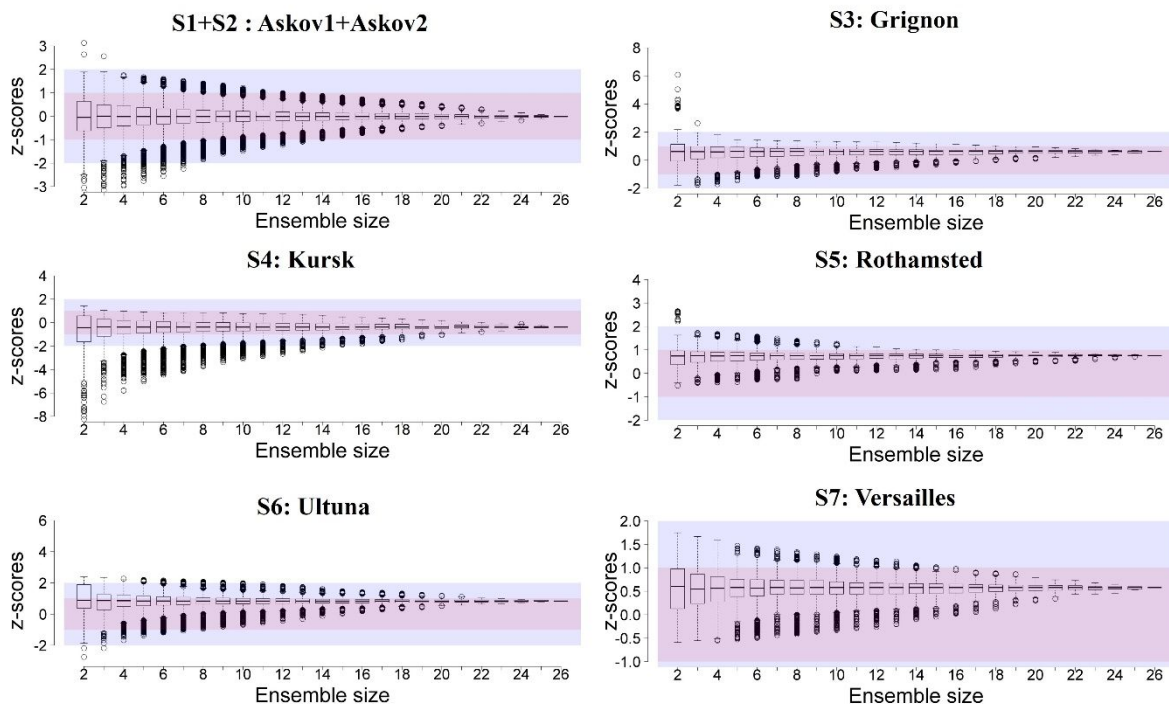 S1+S2 : Askov1+Askov2
3
2
1
0
-1
-2
-3
z-scores
2 4 6 8 10 12 14 16 18 20 22 24 26
Ensemble size
S3: Grignon
8
6
4
2
0
-2
z-scores
2 4 6 8 10 12 14 16 18 20 22 24 26
Ensemble size
S4: Kursk
4
2
0
-2
-4
-6
-8
z-scores
2 4 6 8 10 12 14 16 18 20 22 24 26
Ensemble size
S5: Rothamsted
4
3
2
1
0
-1
-2
z-scores
2 4 6 8 10 12 14 16 18 20 22 24 26
Ensemble size
S6: Ultuna
6
4
2
0
-2
z-scores
2 4 6 8 10 12 14 16 18 20 22 24 26
Ensemble size
S7: Versailles
2.0
1.5
1.0
0.5
0.0
-0.5
-1.0
z-scores
2 4 6 8 10 12 14 16 18 20 22 24 26
Ensemble size